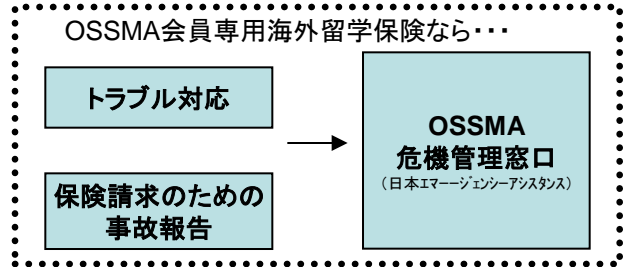 OSSMA会員専用海外留学保険なら・・・
トラブル対応
保険請求のための
事故報告
OSSMA
危機管理窓口
（日本エマーージェンシーアシスタンス）